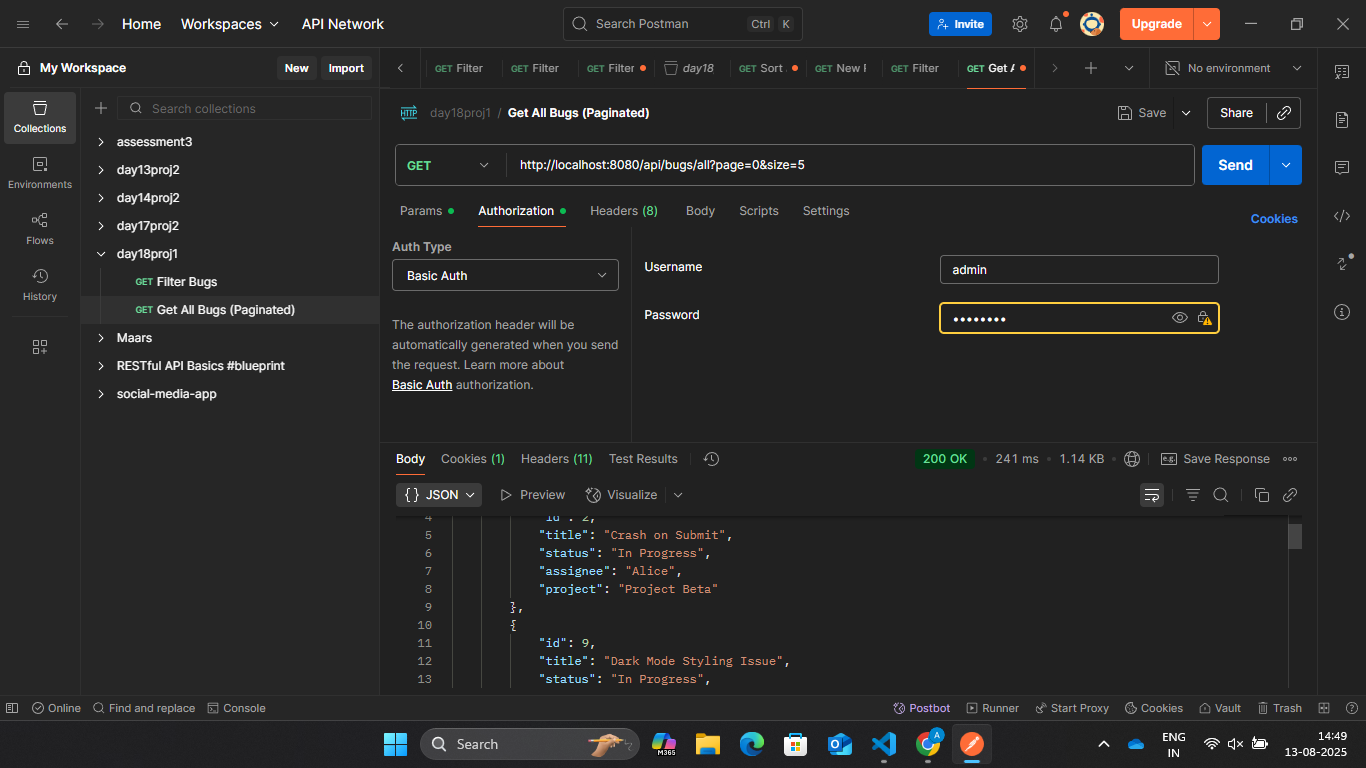 Home Workspaces API Network Search Postman Ctrl K Invite Upgrade
My Workspace New Import GET Filter GET Filter GET Filter day18 GET Sort GET New GET Filter GET Get No environment
Collections
Environments
Flows
History
Search collections
assessment3
day13proj2
day14proj2
day17proj2
day18proj1
GET Filter Bugs
GET Get All Bugs (Paginated)
Maars
RESTful API Basics #blueprint
social-media-app
HTTP day18proj1 / Get All Bugs (Paginated) Save Share
GET http://localhost:8080/api/bugs/all?page=0&size=5 Send
Params Authorization Headers (8) Body Scripts Settings Cookies
Auth Type
Basic Auth
The authorization header will be
automatically generated when you send
the request. Learn more about
Basic Auth authorization.
Username admin
Password ••••••••
Body Cookies (1) Headers (11) Test Results 200 OK • 241 ms • 1.14 KB • e.g. Save Response
{} JSON Preview Visualize
4 "id": 2,
5 "title": "Crash on Submit",
6 "status": "In Progress",
7 "assignee": "Alice",
8 "project": "Project Beta"
9 },
10 {
11 "id": 9,
12 "title": "Dark Mode Styling Issue",
13 "status": "In Progress",
Online Find and replace Console Postbot Runner Start Proxy Cookies Vault Trash
Search M365 A ENG
IN
14:49
13-08-2025